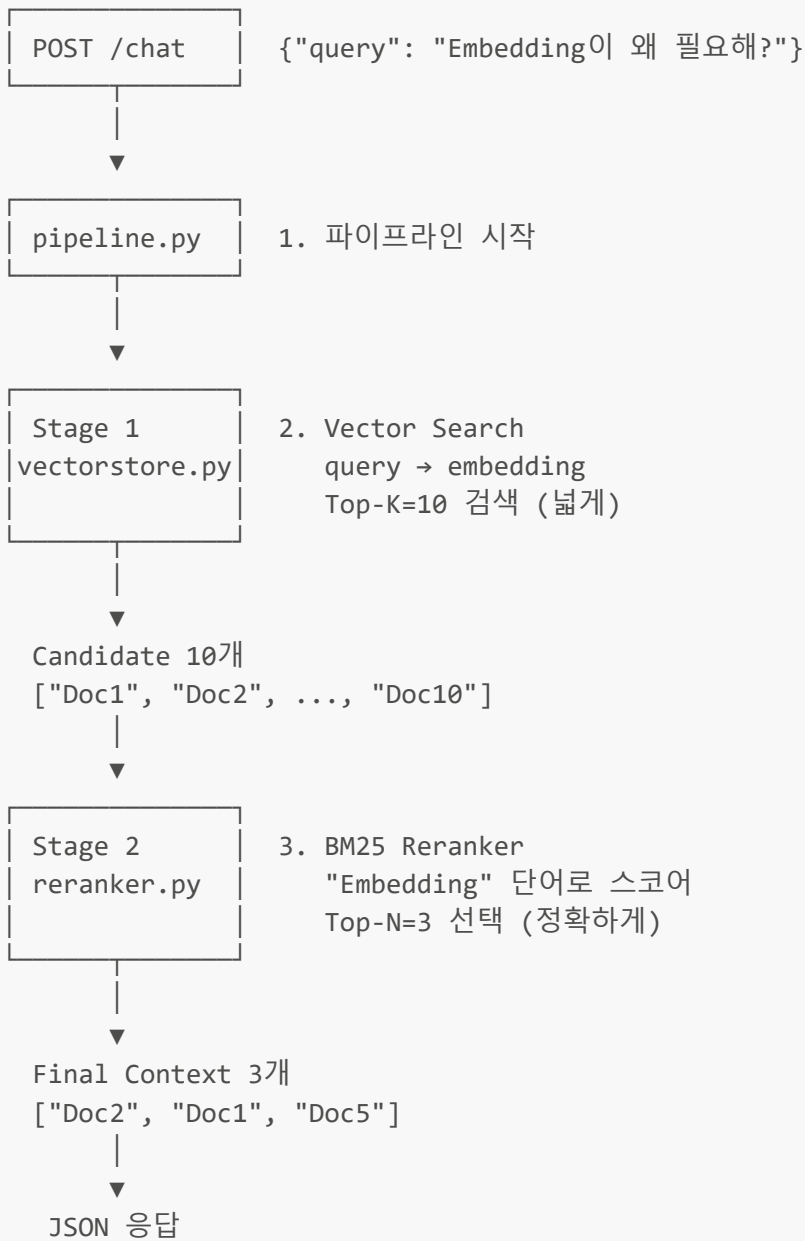 POST /chat {"query": "Embedding이 왜 필요해?"}
▼
pipeline.py 1. 파이프라인 시작
▼
Stage 1 2. Vector Search
vectorstore.py query → embedding
Top-K=10 검색 (넓게)
▼
Candidate 10개
["Doc1", "Doc2", ..., "Doc10"]
▼
Stage 2 3. BM25 Reranker
reranker.py "Embedding" 단어로 스코어
Top-N=3 선택 (정확하게)
▼
Final Context 3개
["Doc2", "Doc1", "Doc5"]
▼
JSON 응답